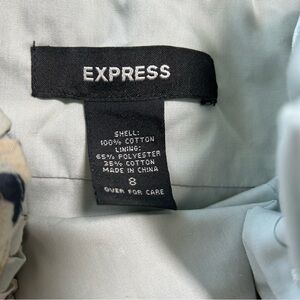 EXPRESS
SHELL:
100% COTTON
LINING:
65% POLYESTER
35% COTTON
MADE IN CHINA
8
OVER FOR CARE